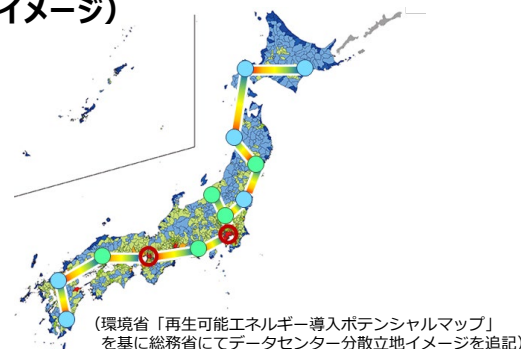 イメージ）
（環境省「再生可能エネルギー導入ポテンシャルマップ」
を基に総務省にてデータセンター分散立地イメージを追記）